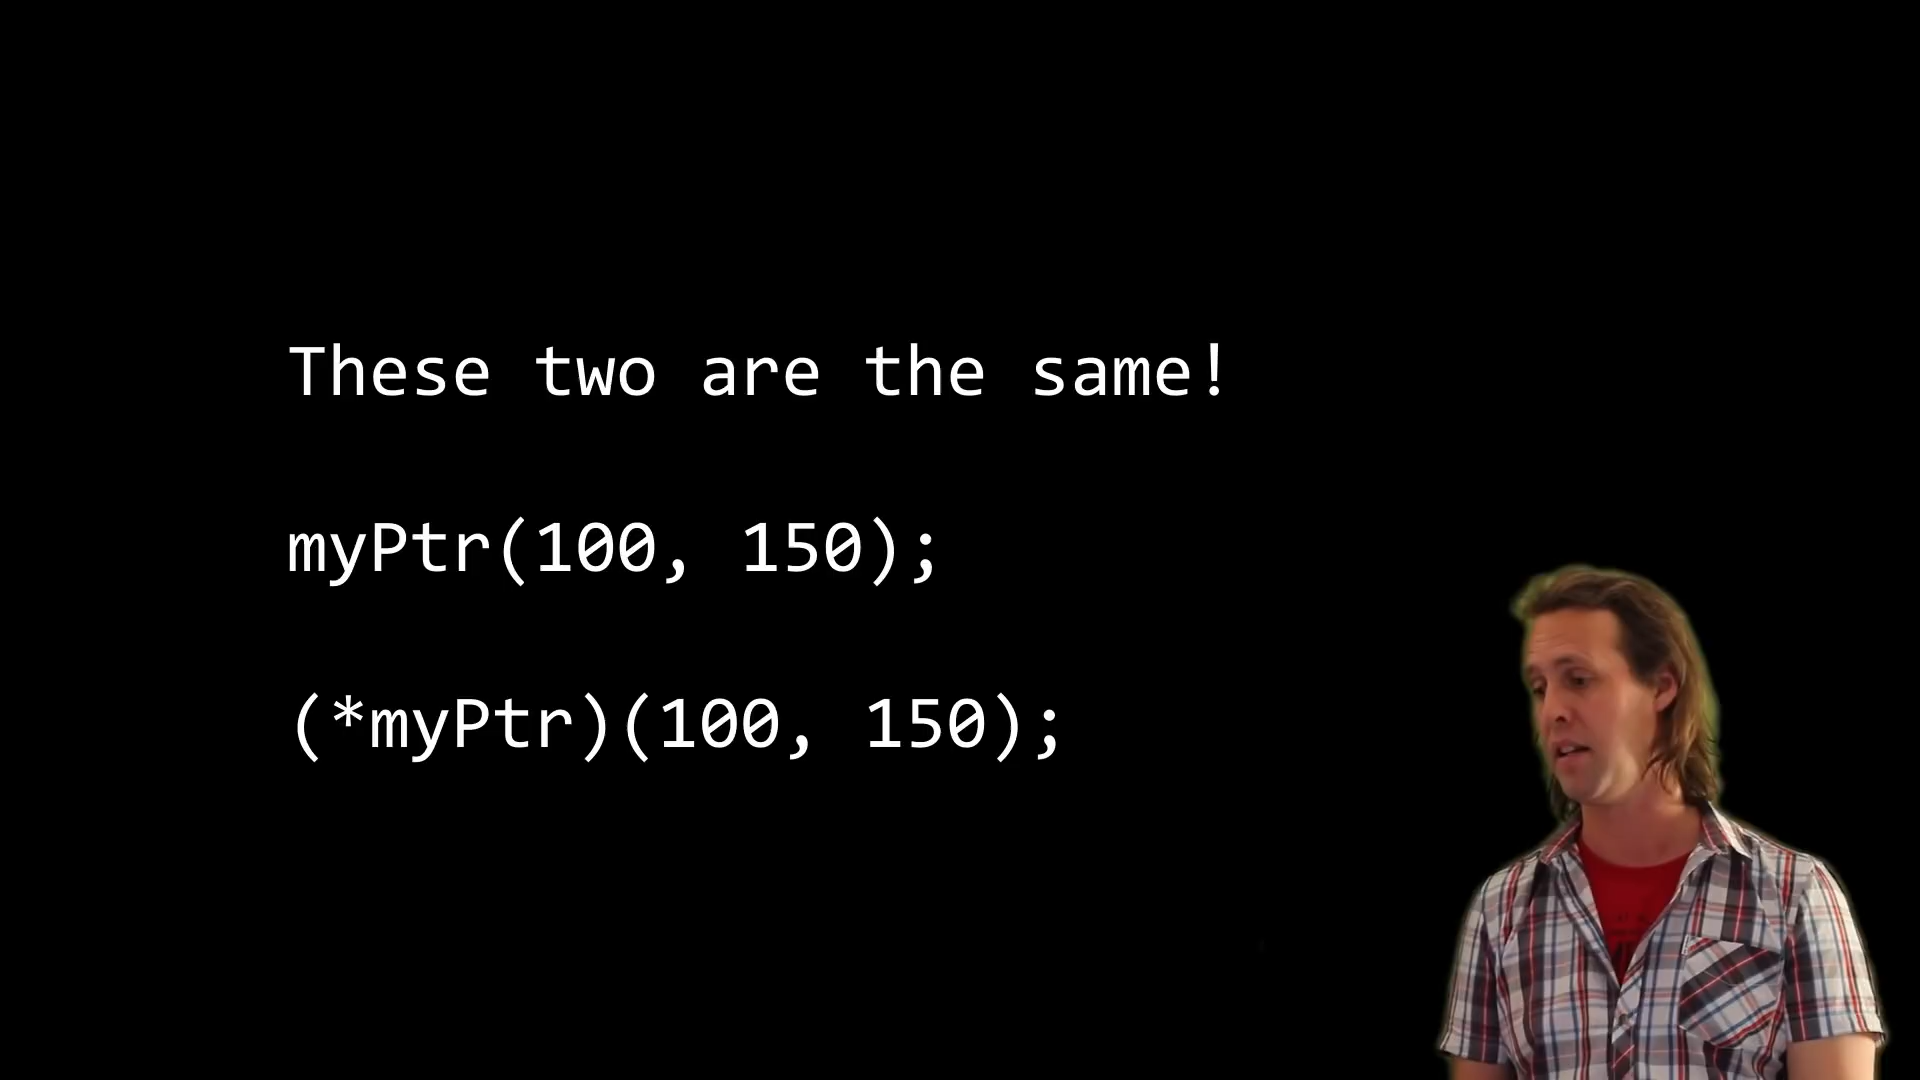 These two are the same!
myPtr(100, 150);
(*myPtr)(100, 150);